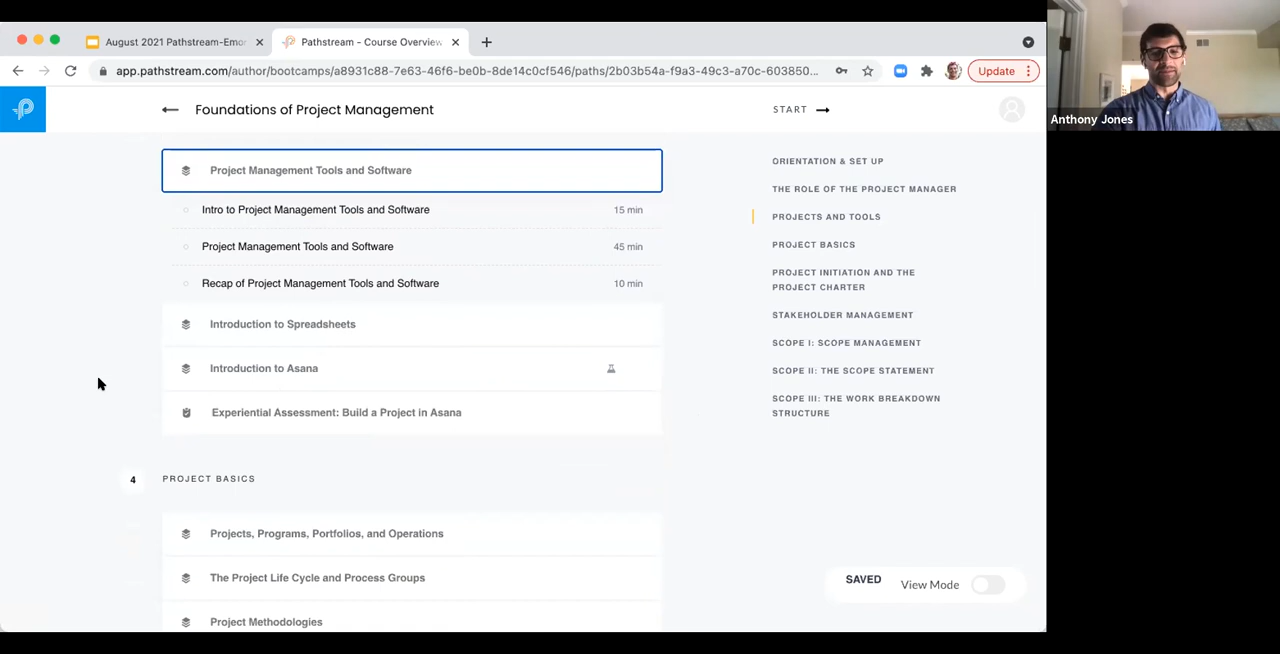 August 2021 Pathstream-Emor
Pathstream - Course Overview
app.pathstream.com/author/bootcamps/a8931c88-7e63-46f6-bb0b-8de14c0cf546/paths/2b03b54a-f9a3-49c3-a70c-603850...
Update
Foundations of Project Management
START
Anthony Jones
Project Management Tools and Software
Intro to Project Management Tools and Software 15 min
Project Management Tools and Software 45 min
Recap of Project Management Tools and Software 10 min
Introduction to Spreadsheets
Introduction to Asana
Experiential Assessment: Build a Project in Asana
4 PROJECT BASICS
Projects, Programs, Portfolios, and Operations
The Project Life Cycle and Process Groups
Project Methodologies
ORIENTATION & SET UP
THE ROLE OF THE PROJECT MANAGER
PROJECTS AND TOOLS
PROJECT BASICS
PROJECT INITIATION AND THE
PROJECT CHARTER
STAKEHOLDER MANAGEMENT
SCOPE I: SCOPE MANAGEMENT
SCOPE II: THE SCOPE STATEMENT
SCOPE III: THE WORK BREAKDOWN
STRUCTURE
SAVED View Mode